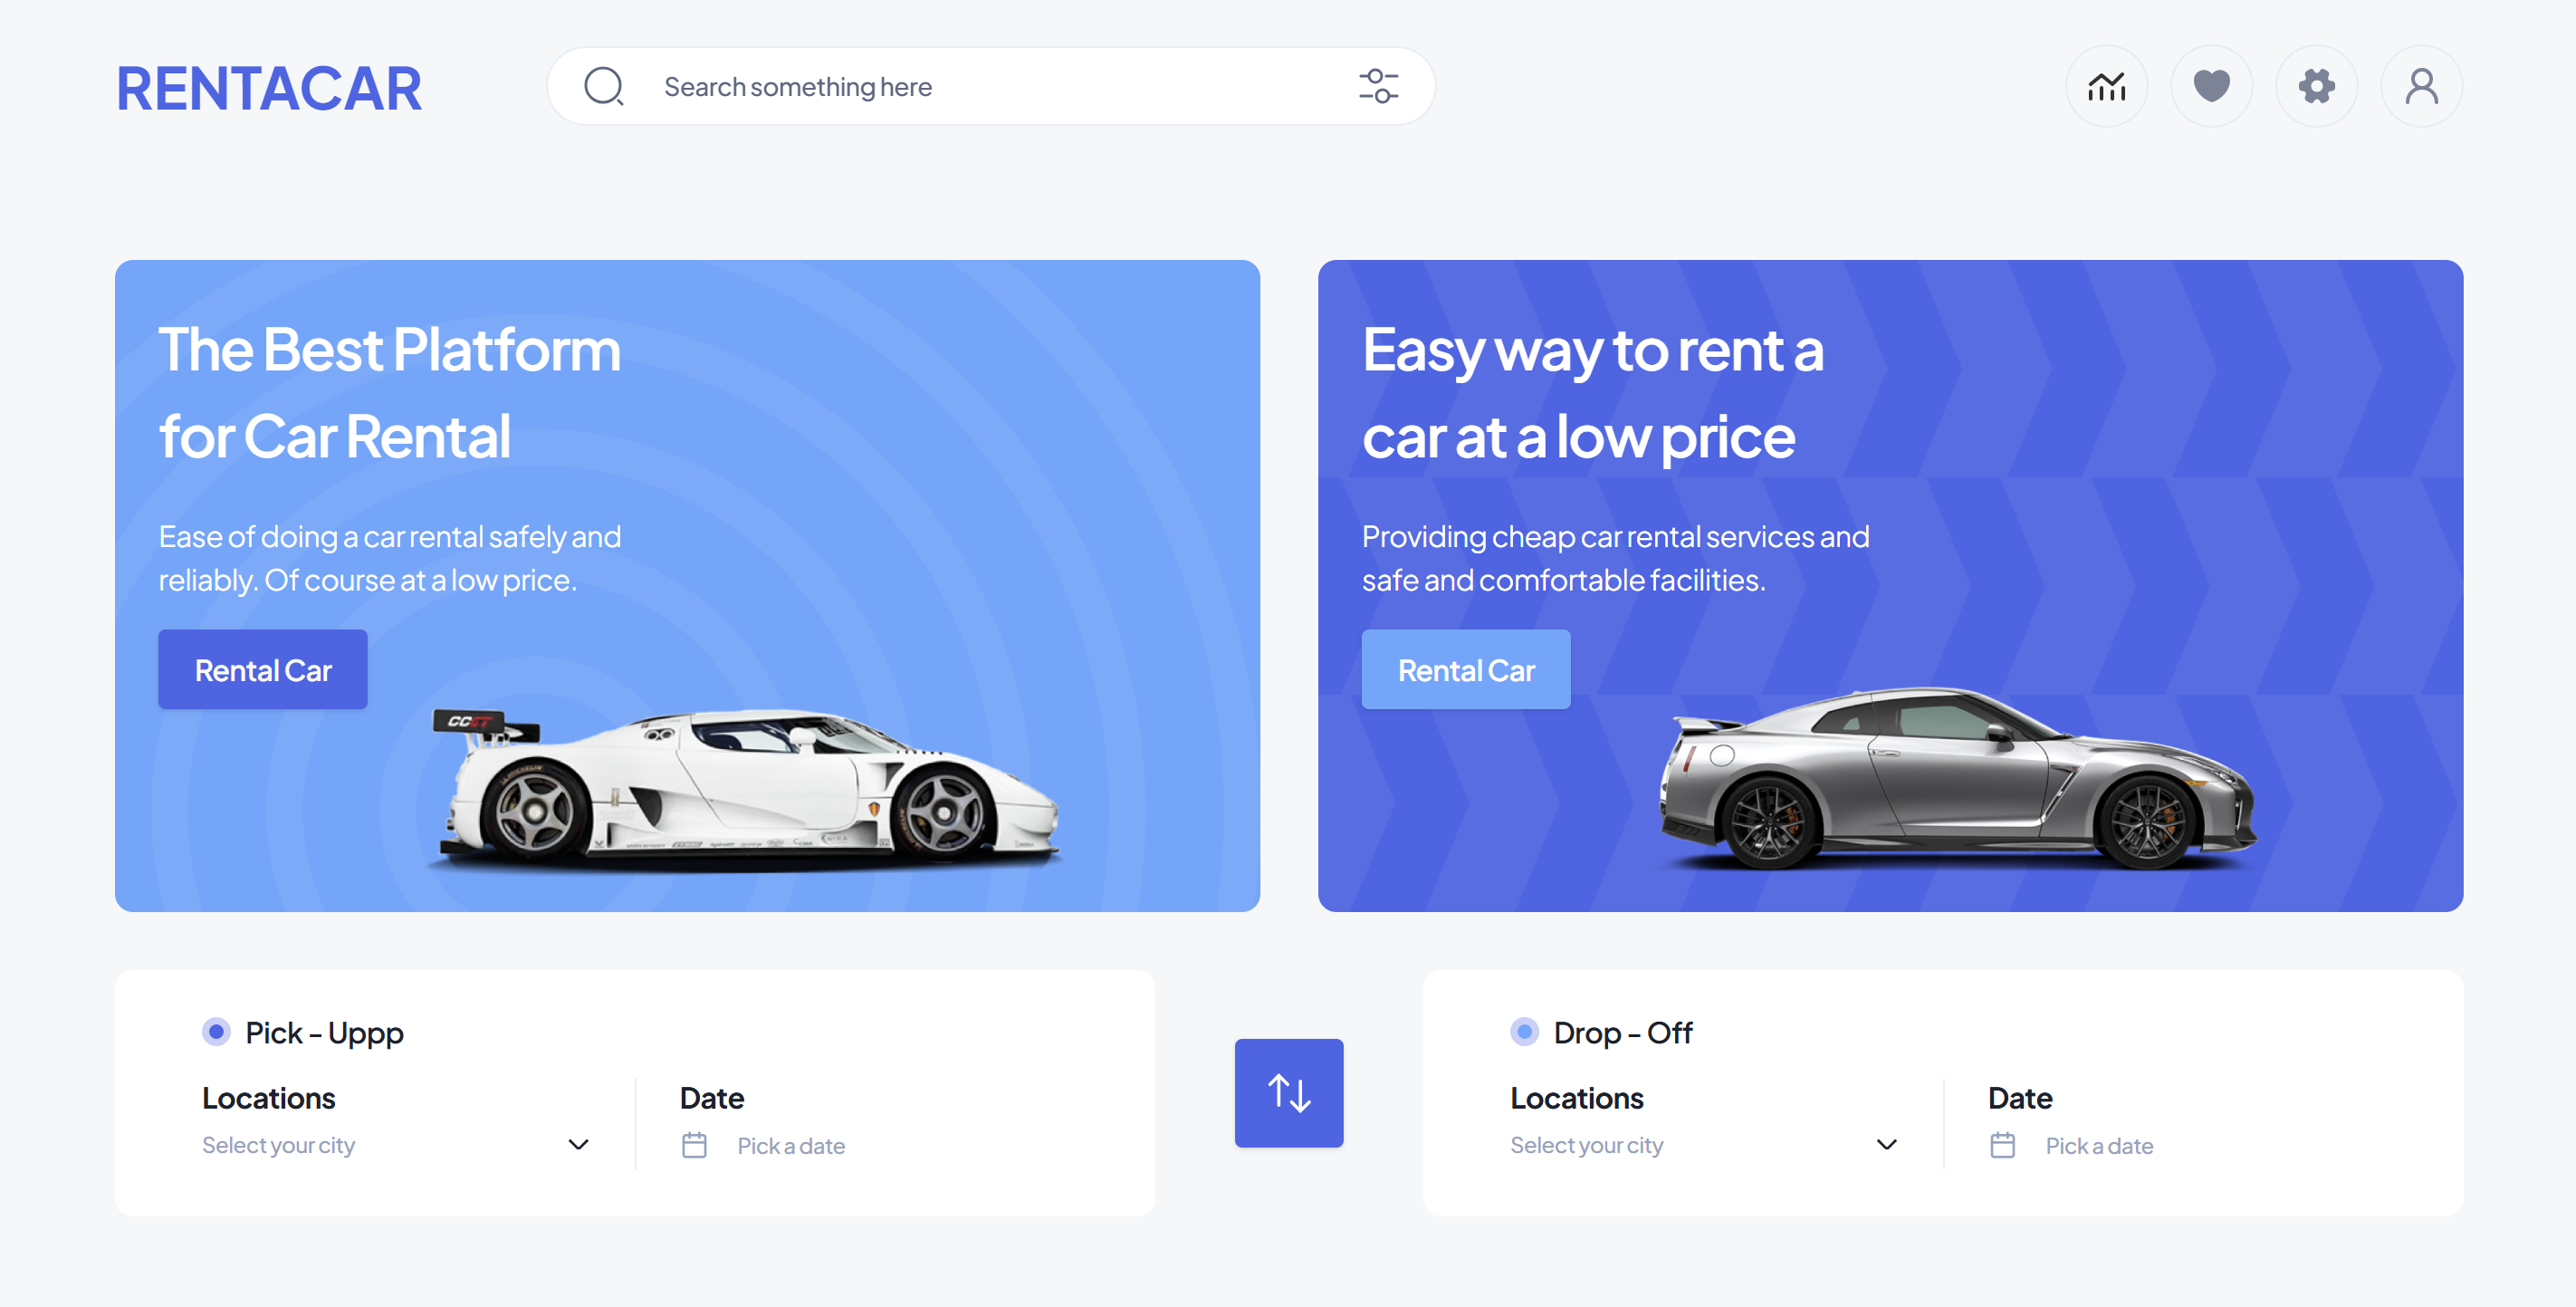 RENTACAR
Search something here
The Best Platform
for Car Rental
Ease of doing a car rental safely and
reliably. Of course at a low price.
Rental Car
CCGT
Easy way to rent a
car at a low price
Providing cheap car rental services and
safe and comfortable facilities.
Rental Car
Pick - Uppp
Locations
Select your city
Date
Pick a date
Drop - Off
Locations
Select your city
Date
Pick a date